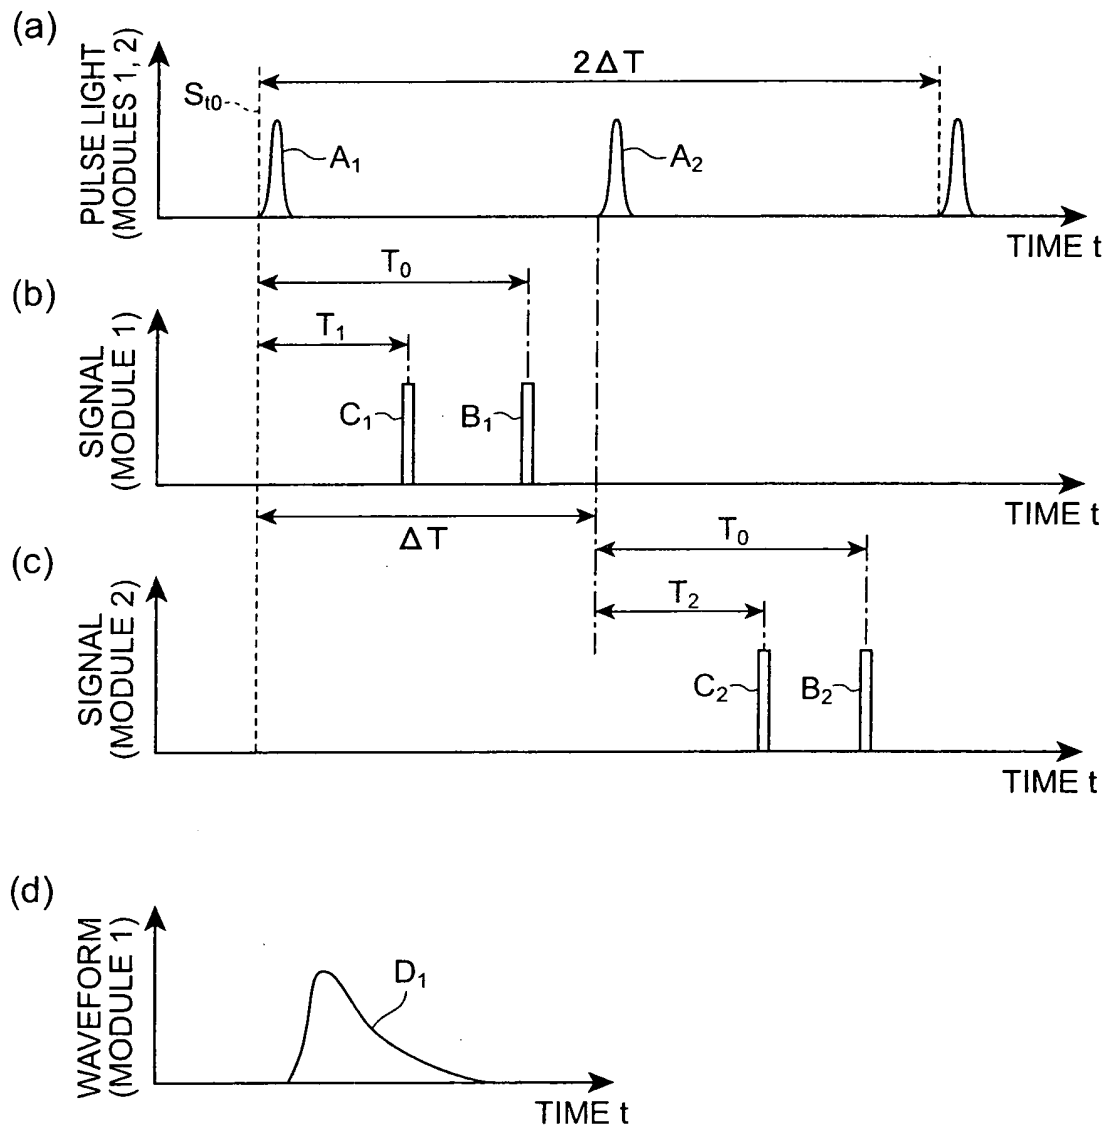 (a)
PULSE LIGHT
(MODULES 1, 2)
2ΔT
St0
A1
A2
TIME t
(b)
SIGNAL
(MODULE 1)
T0
T1
C1
B1
TIME t
ΔT
(c)
SIGNAL
(MODULE 2)
T0
T2
C2
B2
TIME t
(d)
WAVEFORM
(MODULE 1)
D1
TIME t